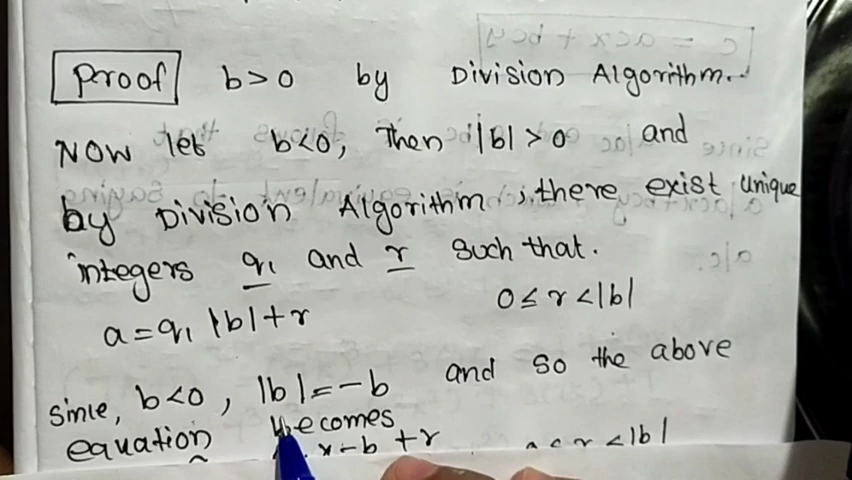 Proof b>0 by Division Algorithm.
Now let b<0, Then |b| > 0 and
by Division Algorithm, there exist unique
integers q₁ and r such that.
a = q₁ |b| + r 0 ≤ r < |b|
since, b<0, |b| = -b and so the above
equation becomes
x -b + r < r < |b|